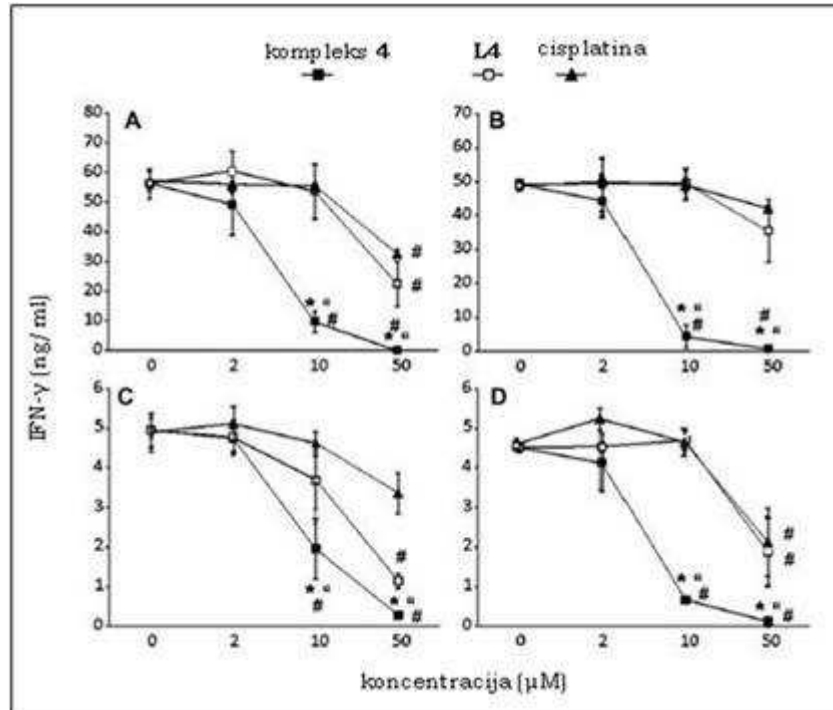 kompleks 4 L4 cisplatina
A
80
70
60
50
40
30
20
10
0
0 2 10 50
# # * ▫ # # * ▫
B
70
60
50
40
30
20
10
0
0 2 10 50
* ▫ # # * ▫
C
6
5
4
3
2
1
0
0 2 10 50
* ▫ # # * ▫ #
D
6
5
4
3
2
1
0
0 2 10 50
# # * ▫ # * ▫ #
IFN-γ (ng/ml)
koncentracija (μM)